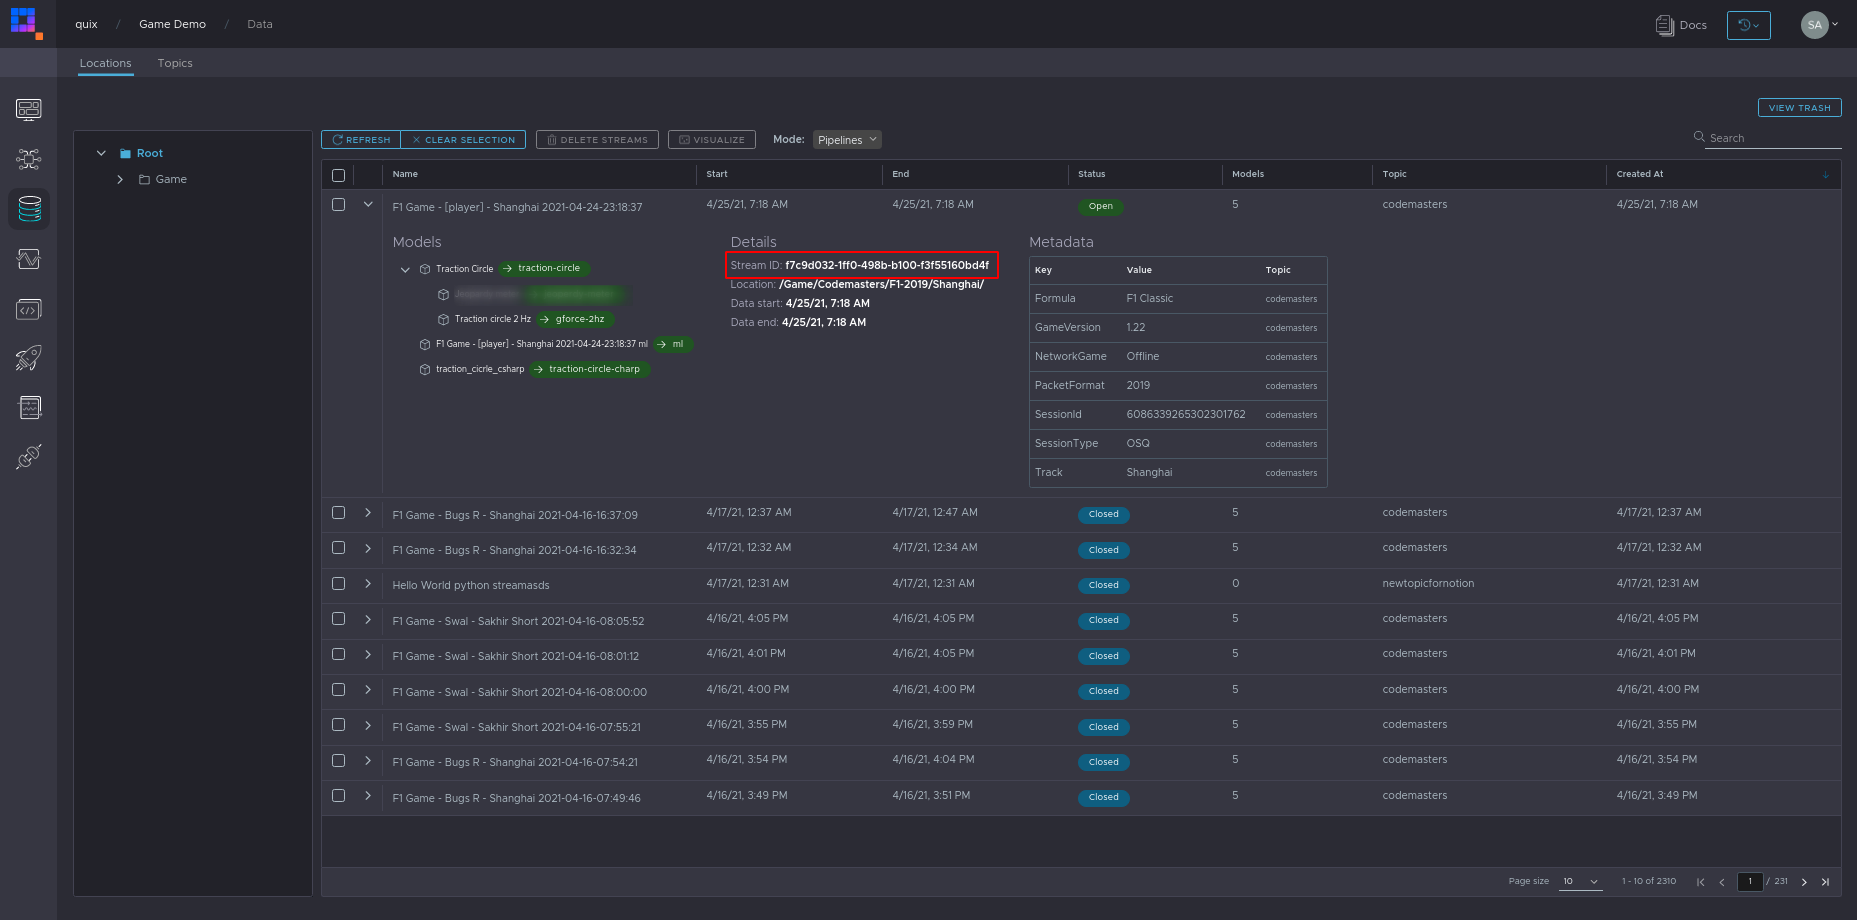 quix / Game Demo / Data
Docs
SA
Locations Topics
VIEW TRASH
Root
Game
REFRESH CLEAR SELECTION DELETE STREAMS VISUALIZE Mode: Pipelines Search
Name Start End Status Models Topic Created At
F1 Game - [player] - Shanghai 2021-04-24-23:18:37 4/25/21, 7:18 AM 4/25/21, 7:18 AM Open 5 codemasters 4/25/21, 7:18 AM
Models
Traction Circle traction-circle
Traction circle 2 Hz gforce-2hz
F1 Game - [player] - Shanghai 2021-04-24-23:18:37 ml ml
traction_cicrle_csharp traction-circle-charp
Details
Stream ID: f7c9d032-1ff0-498b-b100-f3f55160bd4f
Location: /Game/Codemasters/F1-2019/Shanghai/
Data start: 4/25/21, 7:18 AM
Data end: 4/25/21, 7:18 AM
Metadata
Key Value Topic
Formula F1 Classic codemasters
GameVersion 1.22 codemasters
NetworkGame Offline codemasters
PacketFormat 2019 codemasters
SessionId 6086339265302301762 codemasters
SessionType OSQ codemasters
Track Shanghai codemasters
F1 Game - Bugs R - Shanghai 2021-04-16-16:37:09 4/17/21, 12:37 AM 4/17/21, 12:47 AM Closed 5 codemasters 4/17/21, 12:37 AM
F1 Game - Bugs R - Shanghai 2021-04-16-16:32:34 4/17/21, 12:32 AM 4/17/21, 12:34 AM Closed 5 codemasters 4/17/21, 12:32 AM
Hello World python streamasds 4/17/21, 12:31 AM 4/17/21, 12:31 AM Closed 0 newtopicfornotion 4/17/21, 12:31 AM
F1 Game - Swal - Sakhir Short 2021-04-16-08:05:52 4/16/21, 4:05 PM 4/16/21, 4:05 PM Closed 5 codemasters 4/16/21, 4:05 PM
F1 Game - Swal - Sakhir Short 2021-04-16-08:01:12 4/16/21, 4:01 PM 4/16/21, 4:05 PM Closed 5 codemasters 4/16/21, 4:01 PM
F1 Game - Swal - Sakhir Short 2021-04-16-08:00:00 4/16/21, 4:00 PM 4/16/21, 4:00 PM Closed 5 codemasters 4/16/21, 4:00 PM
F1 Game - Swal - Sakhir Short 2021-04-16-07:55:21 4/16/21, 3:55 PM 4/16/21, 3:59 PM Closed 5 codemasters 4/16/21, 3:55 PM
F1 Game - Bugs R - Shanghai 2021-04-16-07:54:21 4/16/21, 3:54 PM 4/16/21, 4:04 PM Closed 5 codemasters 4/16/21, 3:54 PM
F1 Game - Bugs R - Shanghai 2021-04-16-07:49:46 4/16/21, 3:49 PM 4/16/21, 3:51 PM Closed 5 codemasters 4/16/21, 3:49 PM
Page size 10 1 - 10 of 2310 1 / 231